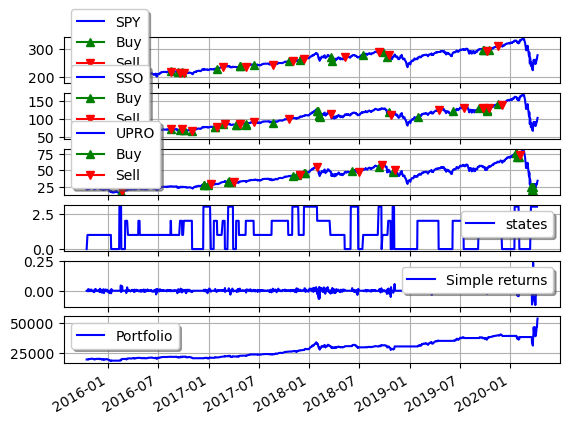 SPY
Buy
Sell
300
200
SSO
Buy
Sell
150
100
50
UPRO
Buy
Sell
75
50
25
states
2.5
0.0
Simple returns
0.25
0.00
Portfolio
50000
25000
2016-01
2016-07
2017-01
2017-07
2018-01
2018-07
2019-01
2019-07
2020-01